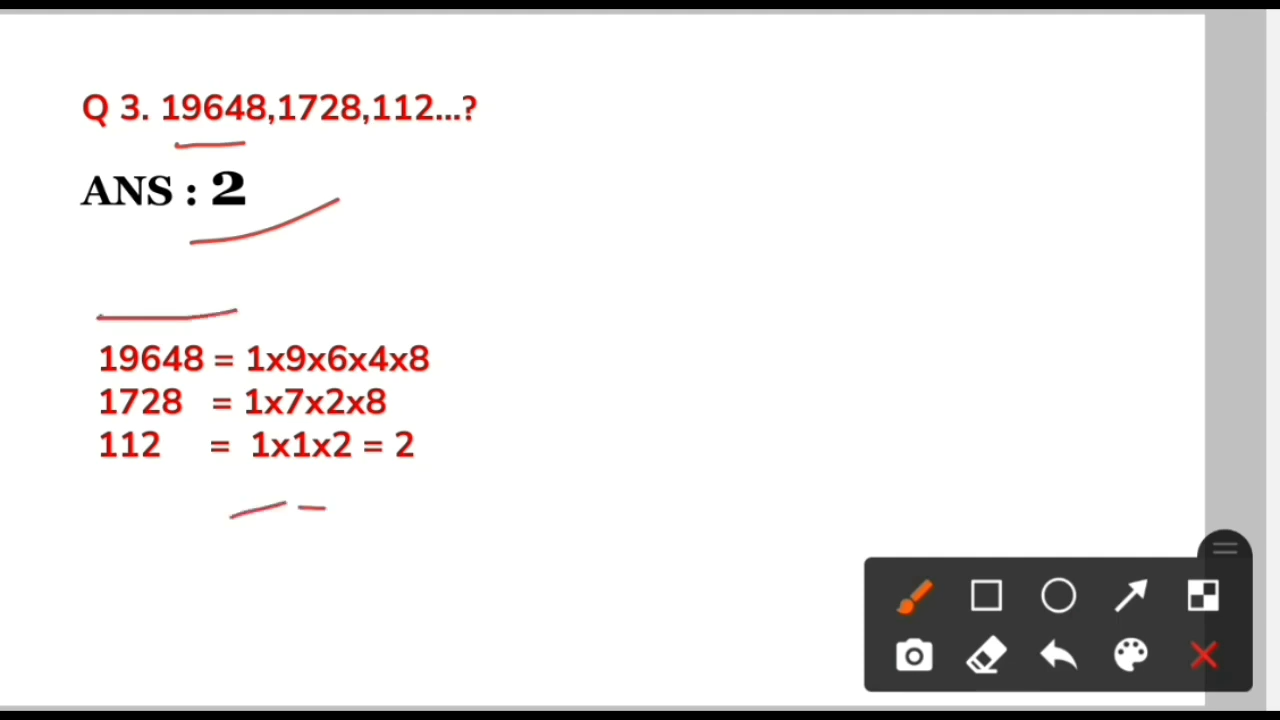 Q 3. 19648,1728,112...?
ANS : 2
19648 = 1x9x6x4x8
1728 = 1x7x2x8
112 = 1x1x2 = 2